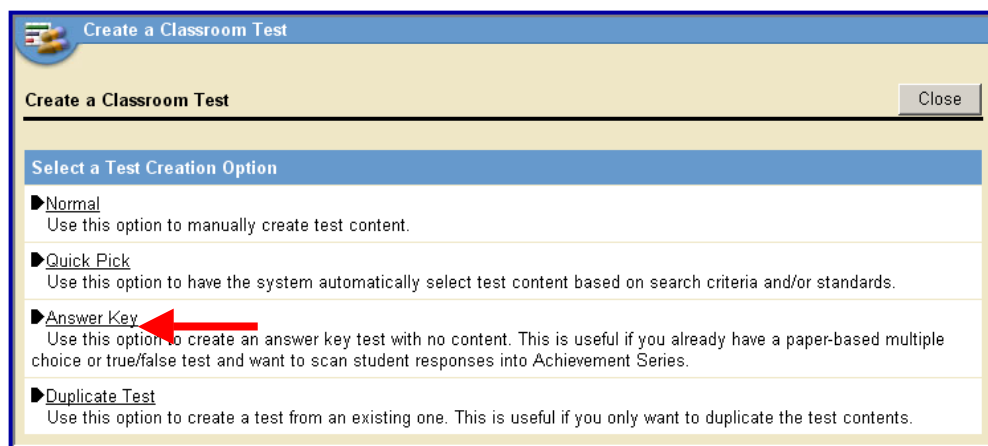 Create a Classroom Test
Create a Classroom Test
Close
Select a Test Creation Option
Normal
Use this option to manually create test content.
Quick Pick
Use this option to have the system automatically select test content based on search criteria and/or standards.
Answer Key
Use this option to create an answer key test with no content. This is useful if you already have a paper-based multiple
choice or true/false test and want to scan student responses into Achievement Series.
Duplicate Test
Use this option to create a test from an existing one. This is useful if you only want to duplicate the test contents.